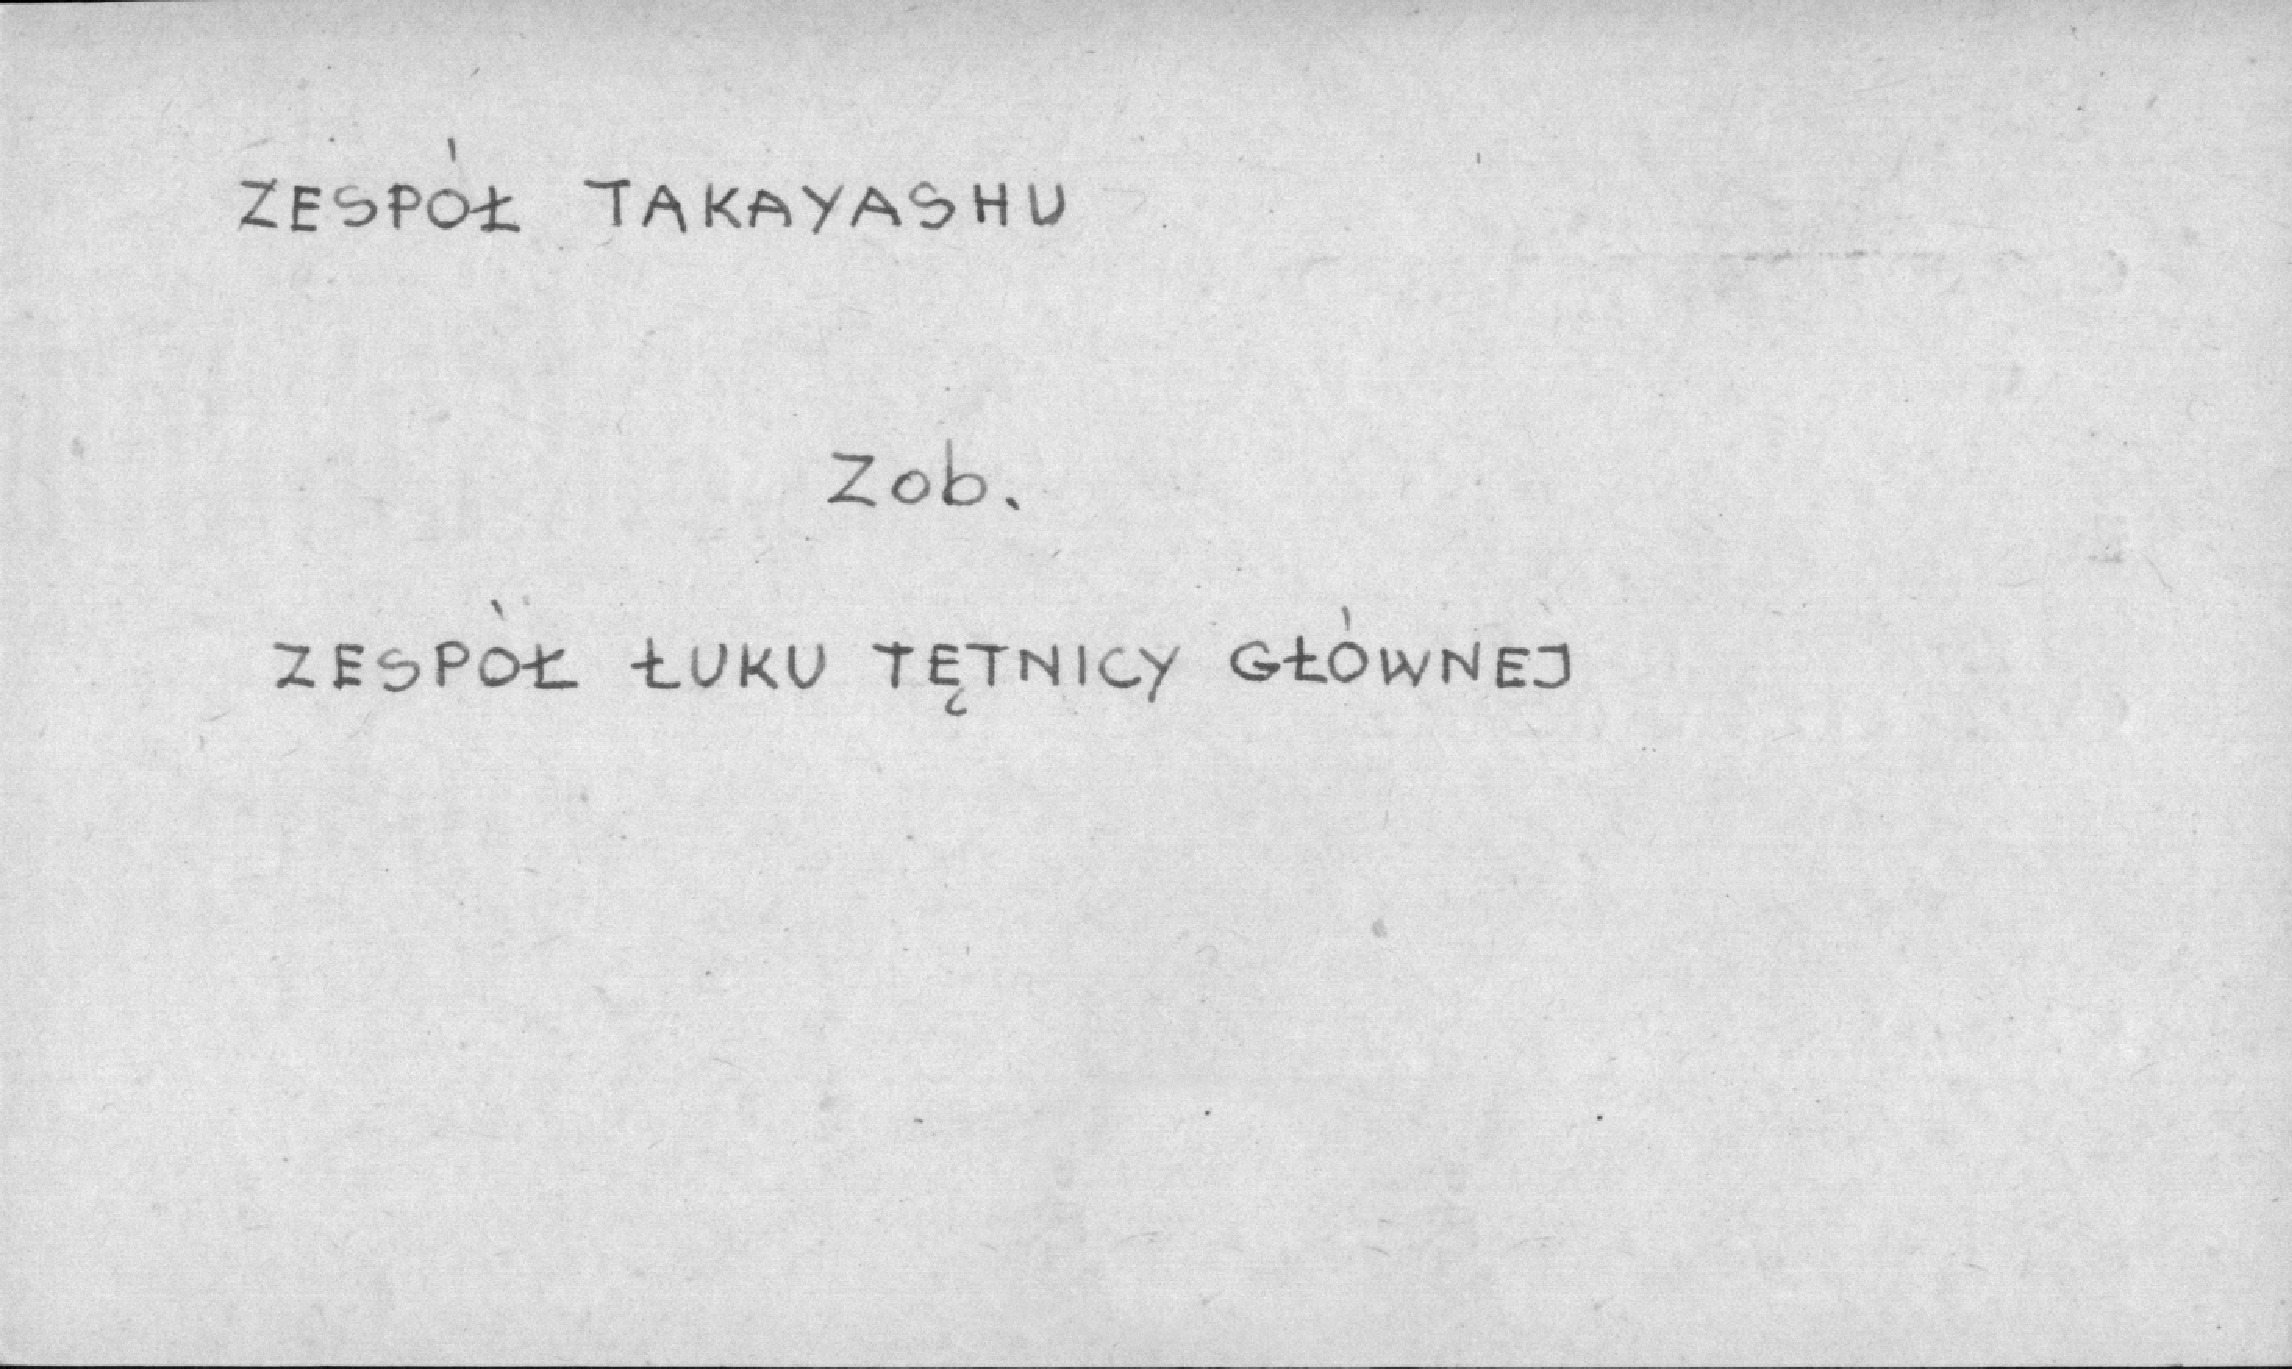 ZESPÓŁ TAKAYASHU
Zob.
ZESPÓŁ ŁUKU TĘTNICY GŁÓWNEJ